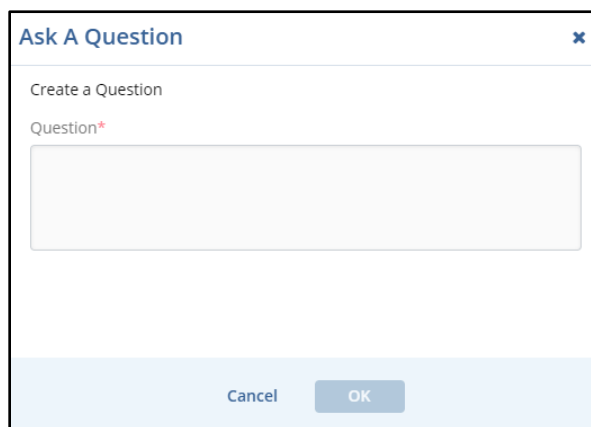 Ask A Question
Create a Question
Question*
Cancel OK